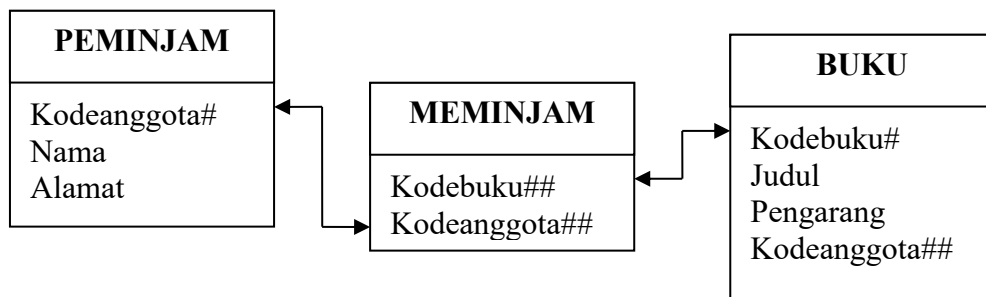 PEMINJAM
Kodeanggota#
Nama
Alamat
MEMINJAM
Kodebuku##
Kodeanggota##
BUKU
Kodebuku#
Judul
Pengarang
Kodeanggota##